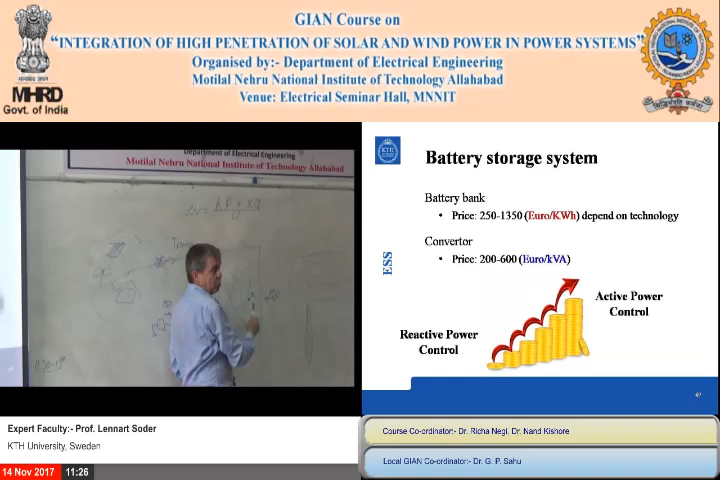 GIAN Course on
“INTEGRATION OF HIGH PENETRATION OF SOLAR AND WIND POWER IN POWER SYSTEMS”
Organised by:- Department of Electrical Engineering
Motilal Nehru National Institute of Technology Allahabad
Venue: Electrical Seminar Hall, MNNIT
MHRD
Govt. of India
Department of Electrical Engineering
Motilal Nehru National Institute of Technology Allahabad
KTH
Battery storage system
Battery bank
• Price: 250-1350 (Euro/KWh) depend on technology
Convertor
• Price: 200-600 (Euro/kVA)
ESS
Active Power
Control
Reactive Power
Control
Expert Faculty:- Prof. Lennart Soder
KTH University, Sweden
14 Nov 2017 11:26
Course Co-ordinator:- Dr. Richa Negi, Dr. Nand Kishore
Local GIAN Co-ordinator:- Dr. G. P. Sahu